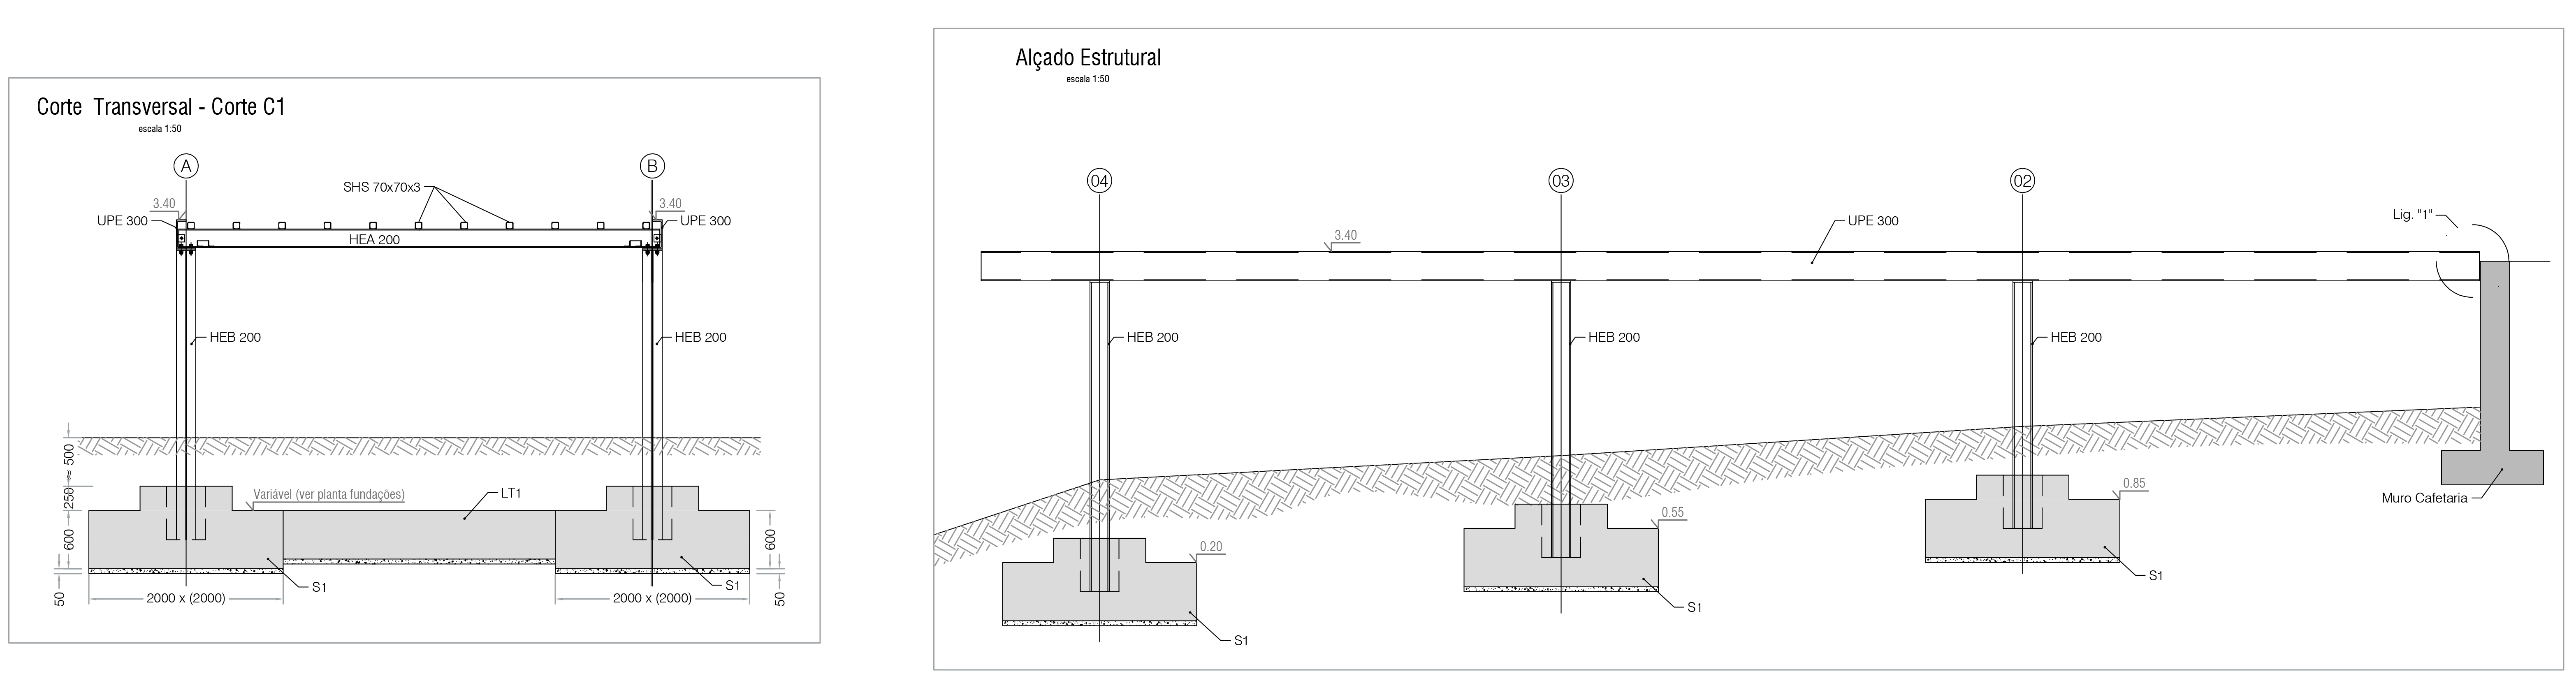 Corte Transversal - Corte C1
escala 1:50
A
B
SHS 70x70x3
3.40
3.40
UPE 300
UPE 300
HEA 200
HEB 200
HEB 200
≈ 500
250
600
50
Variável (ver planta fundações)
LT1
600
50
S1
S1
2000 x (2000)
2000 x (2000)
Alçado Estrutural
escala 1:50
04
03
02
UPE 300
Lig. "1"
3.40
HEB 200
HEB 200
HEB 200
0.85
Muro Cafetaria
0.55
0.20
S1
S1
S1